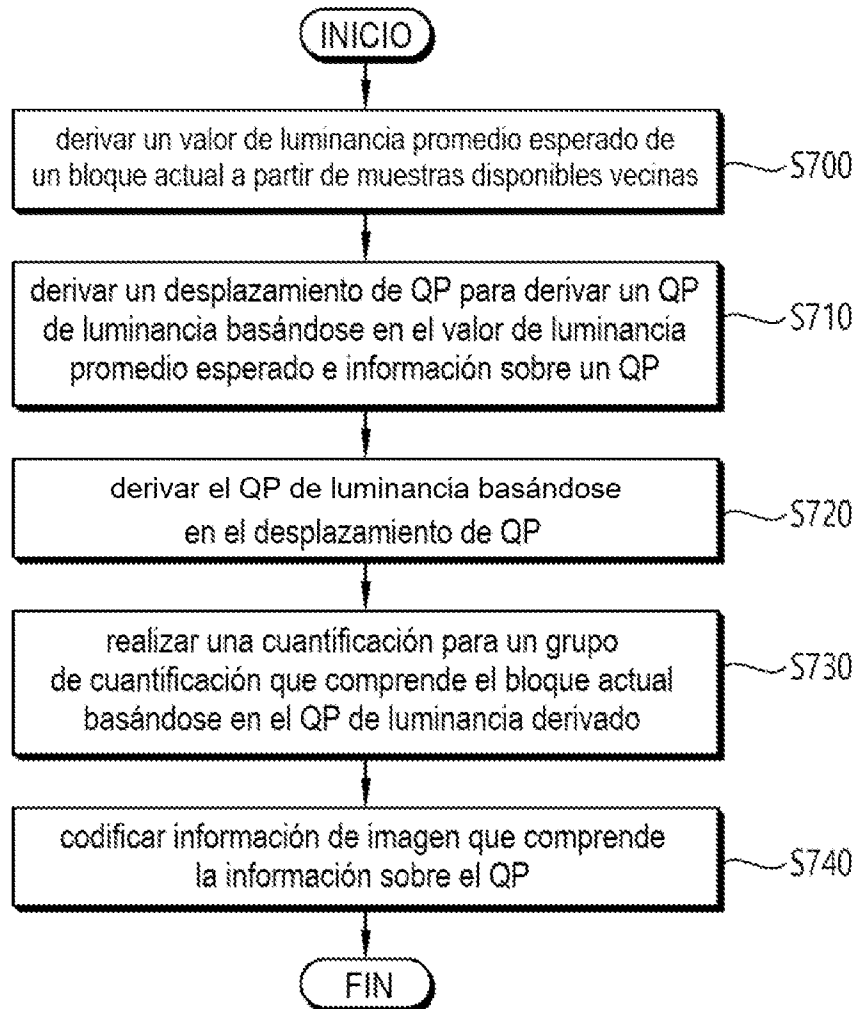 INICIO
derivar un valor de luminancia promedio esperado de
un bloque actual a partir de muestras disponibles vecinas
S700
derivar un desplazamiento de QP para derivar un QP
de luminancia basándose en el valor de luminancia
promedio esperado e información sobre un QP
S710
derivar el QP de luminancia basándose
en el desplazamiento de QP
S720
realizar una cuantificación para un grupo
de cuantificación que comprende el bloque actual
basándose en el QP de luminancia derivado
S730
codificar información de imagen que comprende
la información sobre el QP
S740
FIN